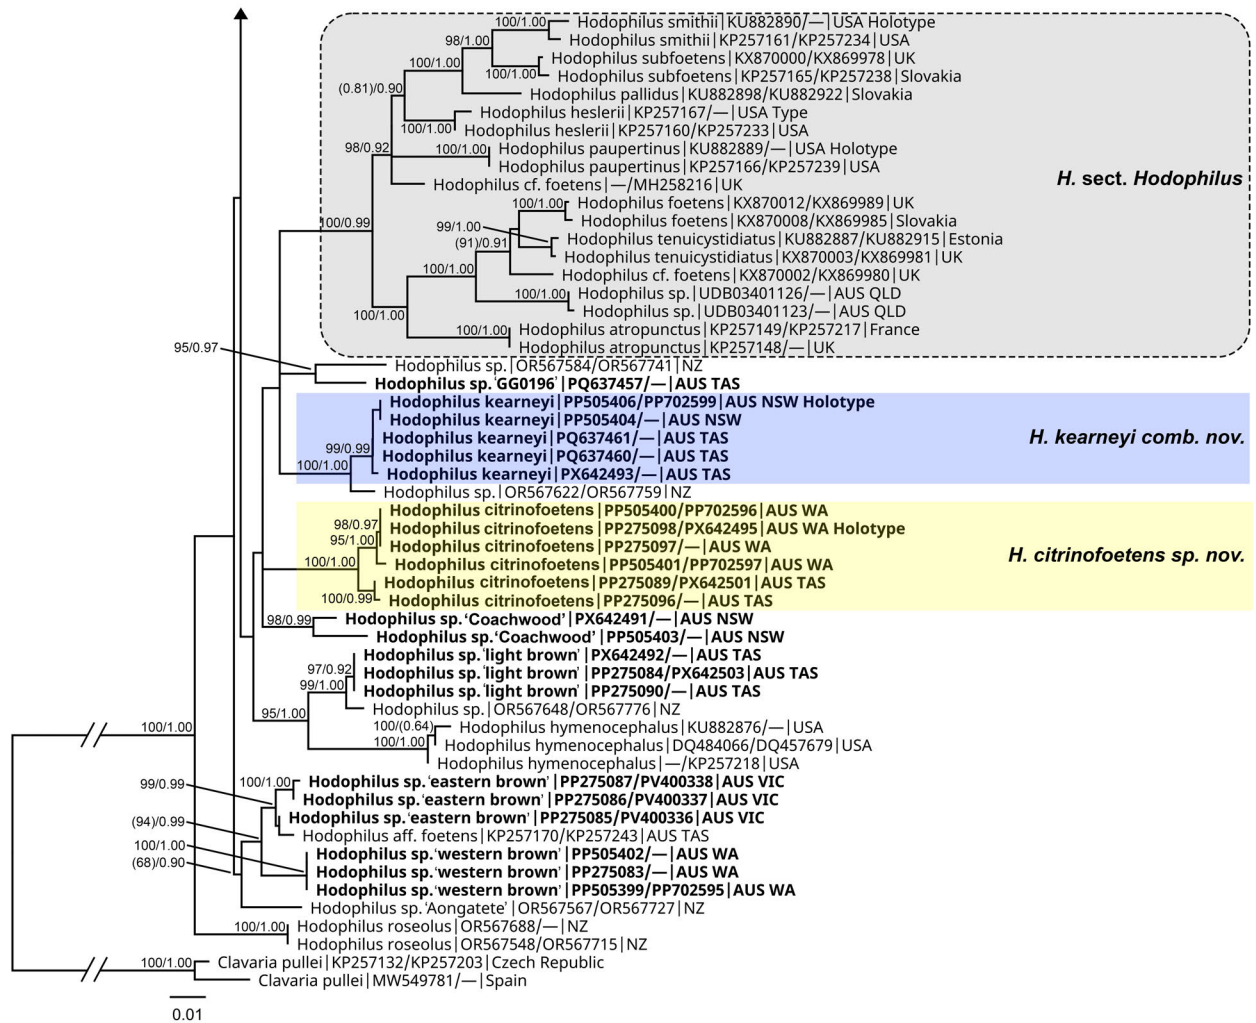 100/1.00 Hodophilus smithii|KU882890/—|USA Holotype
98/1.00 Hodophilus smithii|KP257161/KP257234|USA
Hodophilus subfoetens|KX870000/KX869978|UK
100/1.00 100/1.00 Hodophilus subfoetens|KP257165/KP257238|Slovakia
(0.81)/0.90 Hodophilus pallidus|KU882898/KU882922|Slovakia
Hodophilus heslerii|KP257167/—|USA Type
100/1.00 Hodophilus heslerii|KP257160/KP257233|USA
98/0.92 100/1.00 Hodophilus paupertinus|KU882889/—|USA Holotype
Hodophilus paupertinus|KP257166/KP257239|USA
H. sect. Hodophilus
Hodophilus cf. foetens|—/MH258216|UK
100/1.00 Hodophilus foetens|KX870012/KX869989|UK
100/0.99 99/1.00 Hodophilus foetens|KX870008/KX869985|Slovakia
(91)/0.91 Hodophilus tenuicystidiatus|KU882887/KU882915|Estonia
Hodophilus tenuicystidiatus|KX870003/KX869981|UK
100/1.00 Hodophilus cf. foetens|KX870002/KX869980|UK
100/1.00 Hodophilus sp.|UDB03401126/—|AUS QLD
100/1.00 Hodophilus sp.|UDB03401123/—|AUS QLD
100/1.00 Hodophilus atropunctus|KP257149/KP257217|France
95/0.97 Hodophilus atropunctus|KP257148/—|UK
Hodophilus sp.|OR567584/OR567741|NZ
Hodophilus sp. 'GG0196'|PQ637457/—|AUS TAS
Hodophilus kearneyi|PP505406/PP702599|AUS NSW Holotype
Hodophilus kearneyi|PP505404/—|AUS NSW
Hodophilus kearneyi|PQ637461/—|AUS TAS
H. kearneyi comb. nov.
99/0.99 Hodophilus kearneyi|PQ637460/—|AUS TAS
100/1.00 Hodophilus kearneyi|PX642493/—|AUS TAS
Hodophilus sp.|OR567622/OR567759|NZ
Hodophilus citrinofoetens|PP505400/PP702596|AUS WA
98/0.97 Hodophilus citrinofoetens|PP275098/PX642495|AUS WA Holotype
95/1.00 Hodophilus citrinofoetens|PP275097/—|AUS WA
H. citrinofoetens sp. nov.
100/1.00 Hodophilus citrinofoetens|PP505401/PP702597|AUS WA
Hodophilus citrinofoetens|PP275089/PX642501|AUS TAS
100/0.99 Hodophilus citrinofoetens|PP275096/—|AUS TAS
98/0.99 Hodophilus sp. 'Coachwood'|PX642491/—|AUS NSW
Hodophilus sp. 'Coachwood'|PP505403/—|AUS NSW
Hodophilus sp. 'light brown'|PX642492/—|AUS TAS
97/0.92 Hodophilus sp. 'light brown'|PP275084/PX642503|AUS TAS
99/1.00 Hodophilus sp. 'light brown'|PP275090/—|AUS TAS
95/1.00 Hodophilus sp.|OR567648/OR567776|NZ
100/1.00 100/(0.64) Hodophilus hymenocephalus|KU882876/—|USA
100/1.00 Hodophilus hymenocephalus|DQ484066/DQ457679|USA
Hodophilus hymenocephalus|—/KP257218|USA
99/0.99 100/1.00 Hodophilus sp. 'eastern brown'|PP275087/PV400338|AUS VIC
Hodophilus sp. 'eastern brown'|PP275086/PV400337|AUS VIC
(94)/0.99 Hodophilus sp. 'eastern brown'|PP275085/PV400336|AUS VIC
Hodophilus aff. foetens|KP257170/KP257243|AUS TAS
100/1.00 Hodophilus sp. 'western brown'|PP505402/—|AUS WA
(68)/0.90 Hodophilus sp. 'western brown'|PP275083/—|AUS WA
Hodophilus sp. 'western brown'|PP505399/PP702595|AUS WA
Hodophilus sp. 'Aongatete'|OR567567/OR567727|NZ
100/1.00 Hodophilus roseolus|OR567688/—|NZ
Hodophilus roseolus|OR567548/OR567715|NZ
100/1.00 Clavaria pullei|KP257132/KP257203|Czech Republic
Clavaria pullei|MW549781/—|Spain
0.01